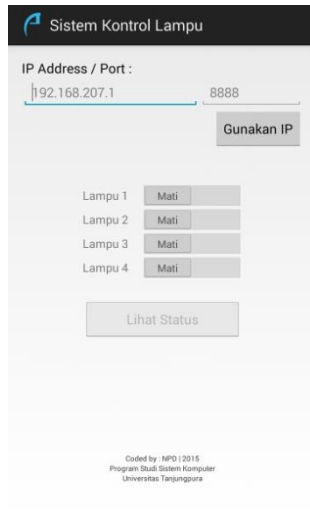 Sistem Kontrol Lampu
IP Address / Port :
192.168.207.1 8888
Gunakan IP
Lampu 1 Mati
Lampu 2 Mati
Lampu 3 Mati
Lampu 4 Mati
Lihat Status
Coded by : NPD | 2015
Program Studi Sistem Komputer
Universitas Tanjungpura